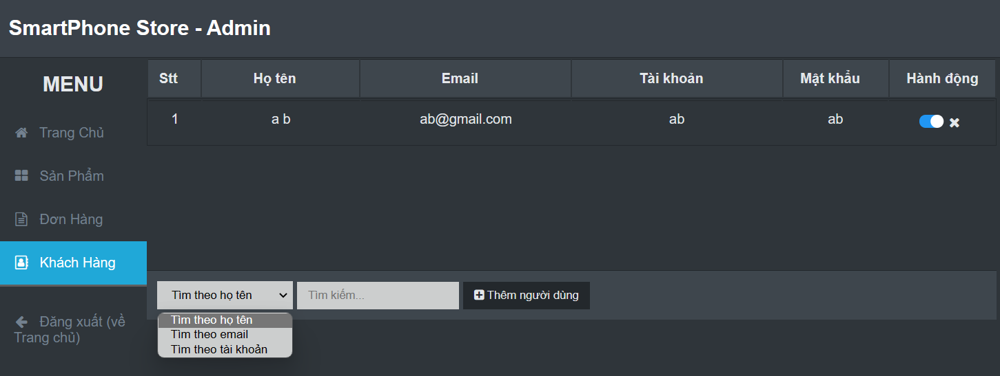 SmartPhone Store - Admin
MENU
Trang Chủ
Sản Phẩm
Đơn Hàng
Khách Hàng
Đăng xuất (về
Trang chủ)
Stt Họ tên Email Tài khoản Mật khẩu Hành động
1 a b ab@gmail.com ab ab
Tìm theo họ tên Tìm kiếm... Thêm người dùng
Tìm theo họ tên
Tìm theo email
Tìm theo tài khoản